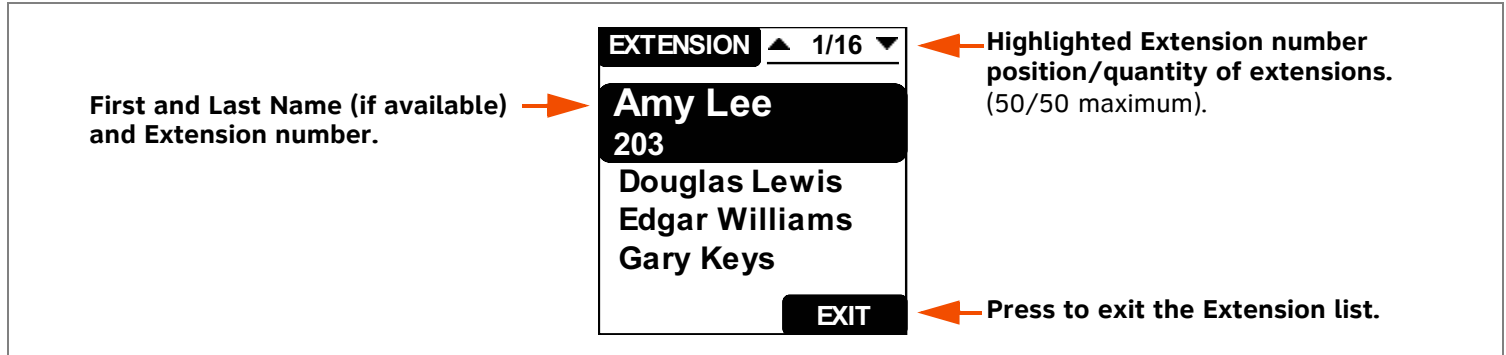 EXTENSION ▲ 1/16 ▼
Highlighted Extension number
position/quantity of extensions.
(50/50 maximum).
First and Last Name (if available)
and Extension number.
Amy Lee
203
Douglas Lewis
Edgar Williams
Gary Keys
EXIT
Press to exit the Extension list.